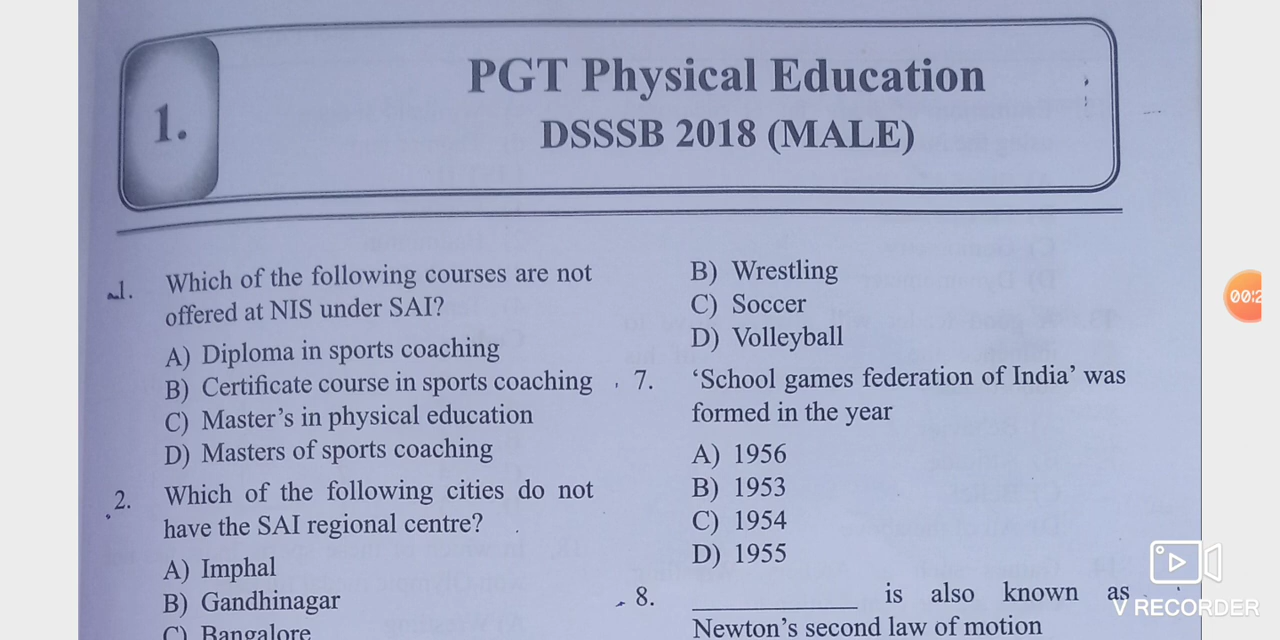 1.
PGT Physical Education
DSSSB 2018 (MALE)
1. Which of the following courses are not
offered at NIS under SAI?
A) Diploma in sports coaching
B) Certificate course in sports coaching
C) Master's in physical education
D) Masters of sports coaching
2. Which of the following cities do not
have the SAI regional centre?
A) Imphal
B) Gandhinagar
C) Bangalore
B) Wrestling
C) Soccer
D) Volleyball
7. ‘School games federation of India’ was
formed in the year
A) 1956
B) 1953
C) 1954
D) 1955
8. ____________ is also known as
Newton's second law of motion
00:2
V RECORDER